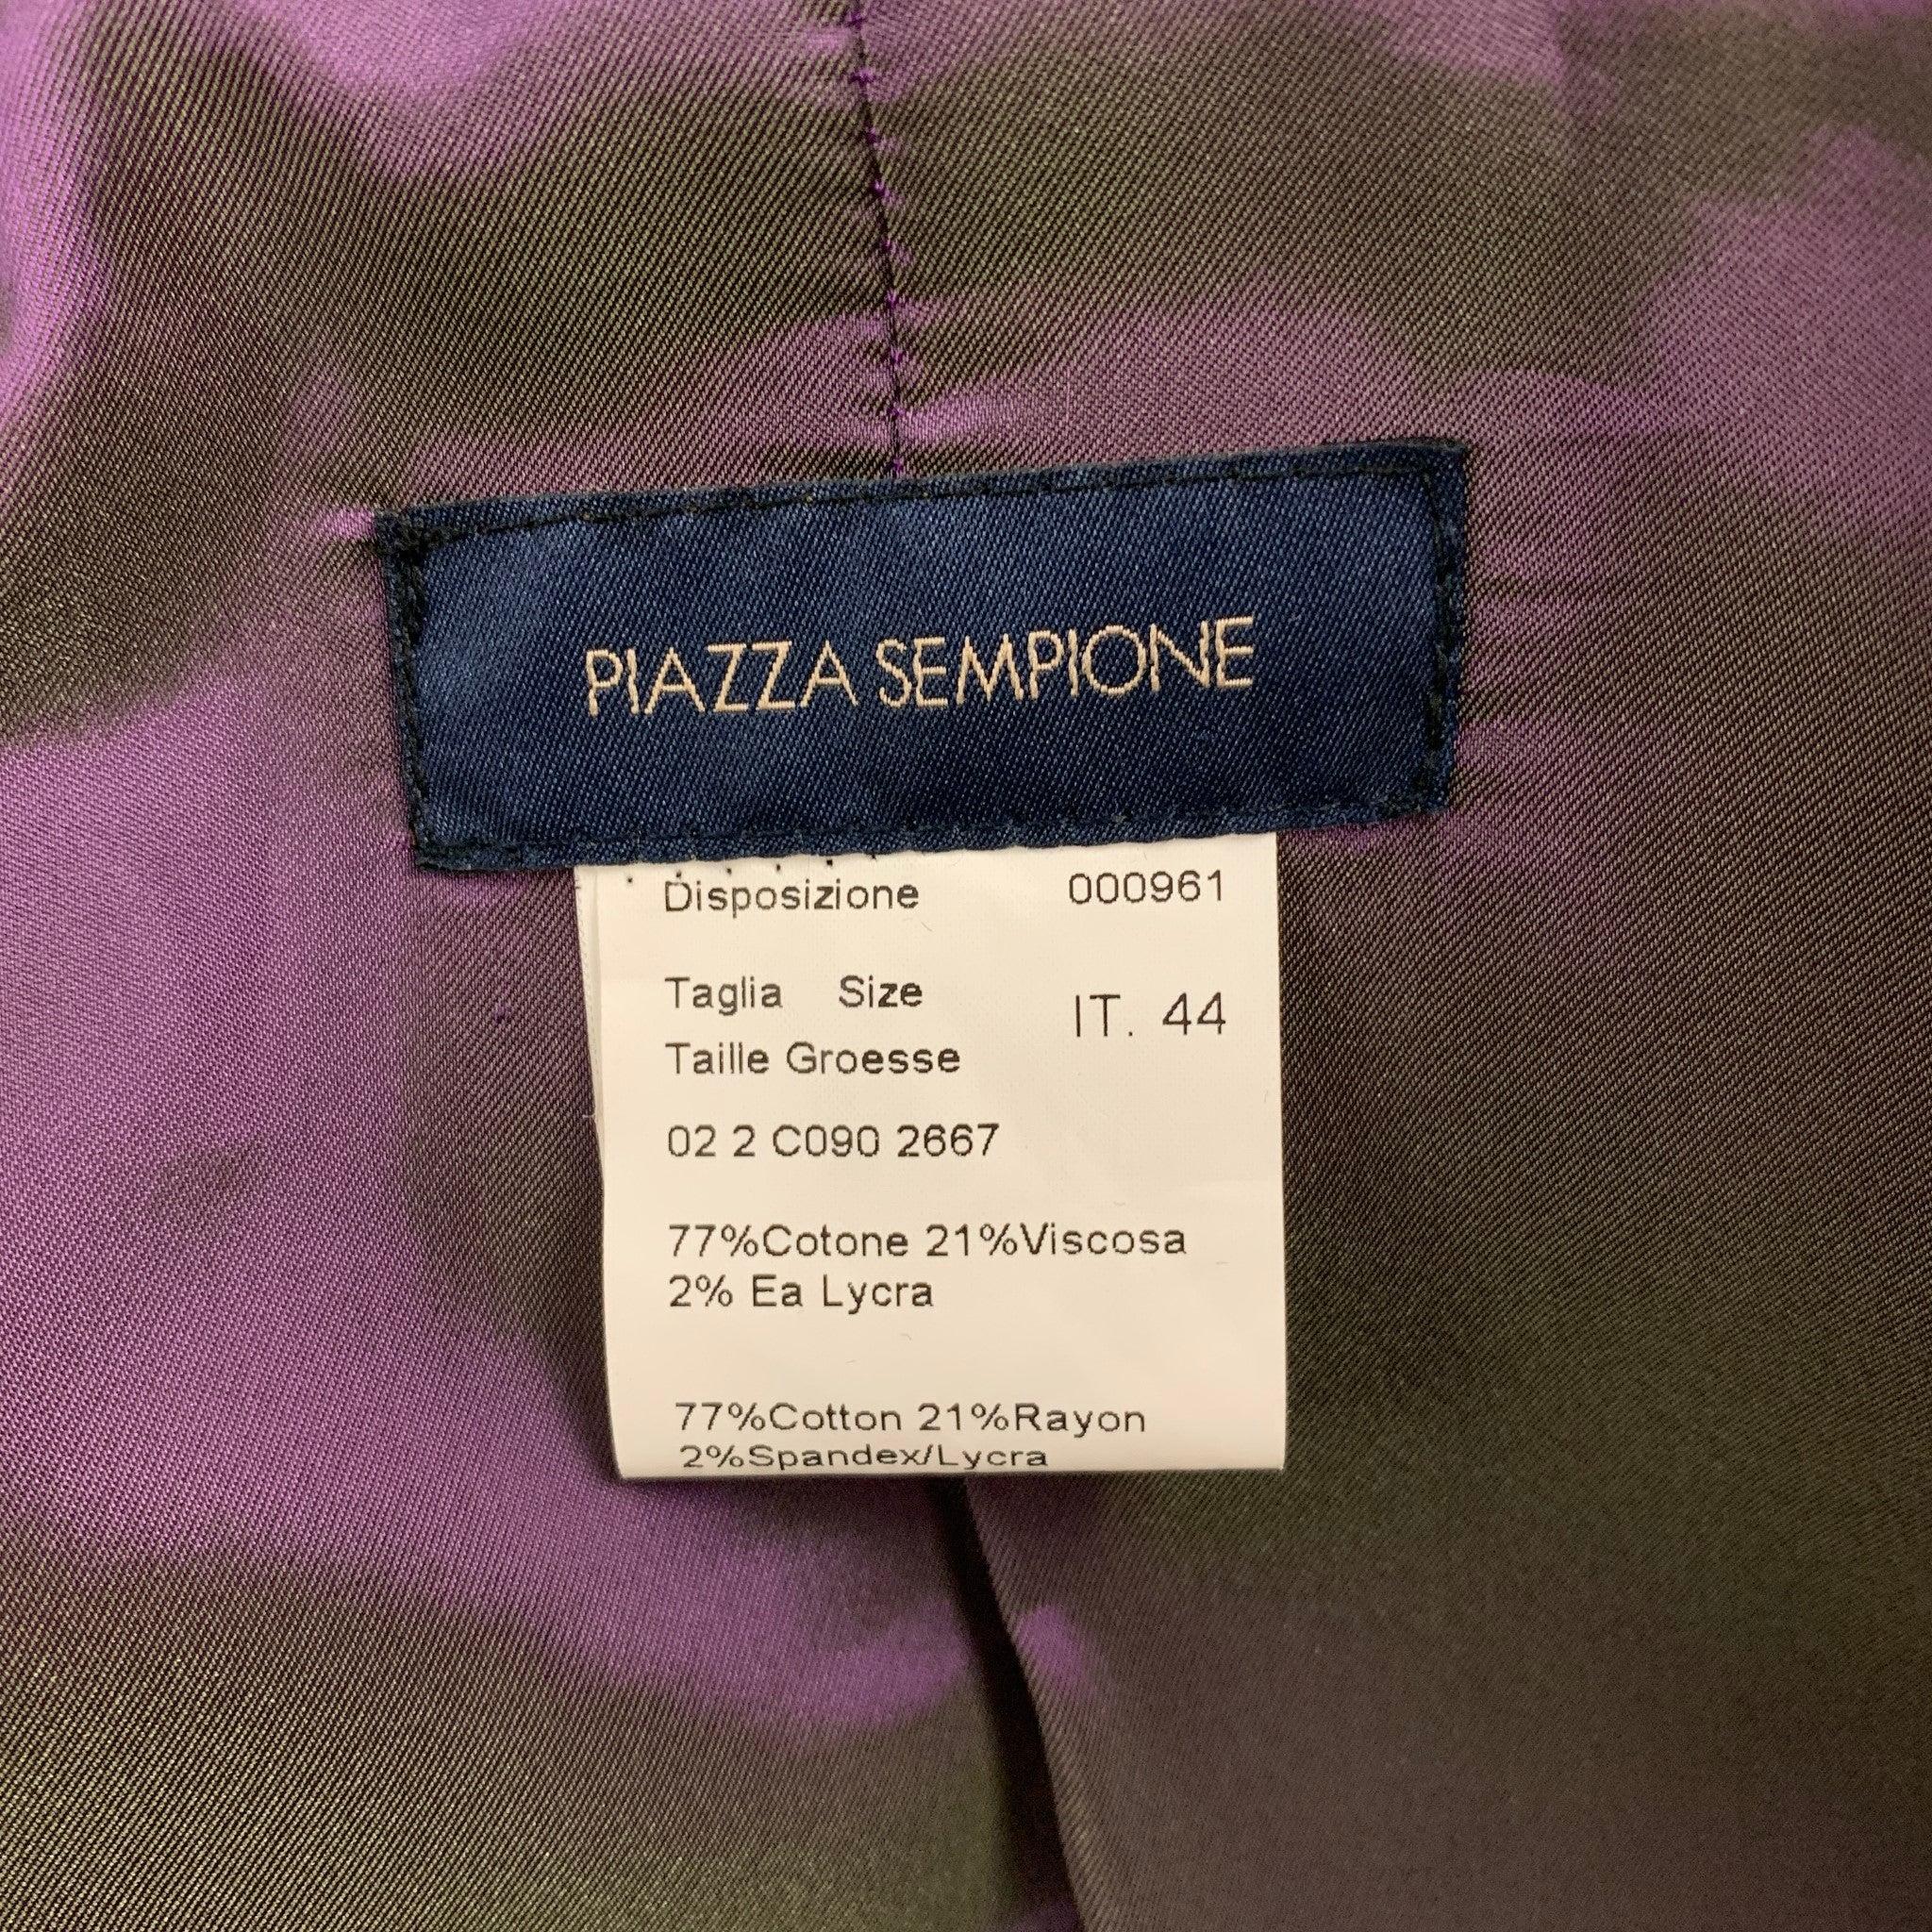 PIAZZA SEMPIONE
Disposizione 000961
Taglia Size IT. 44
Taille Groesse
02 2 C090 2667
77%Cotone 21%Viscosa
2% Ea Lycra
77%Cotton 21%Rayon
2%Spandex/Lycra